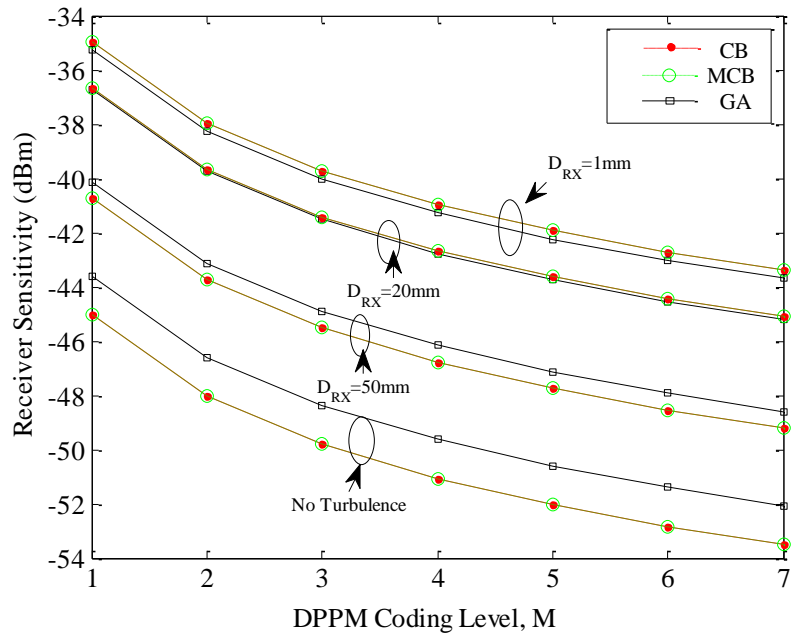 -34
-36
-38
-40
-42
-44
-46
-48
-50
-52
-54
Receiver Sensitivity (dBm)
CB
MCB
GA
D_RX=1mm
D_RX=20mm
D_RX=50mm
No Turbulence
1 2 3 4 5 6 7
DPPM Coding Level, M